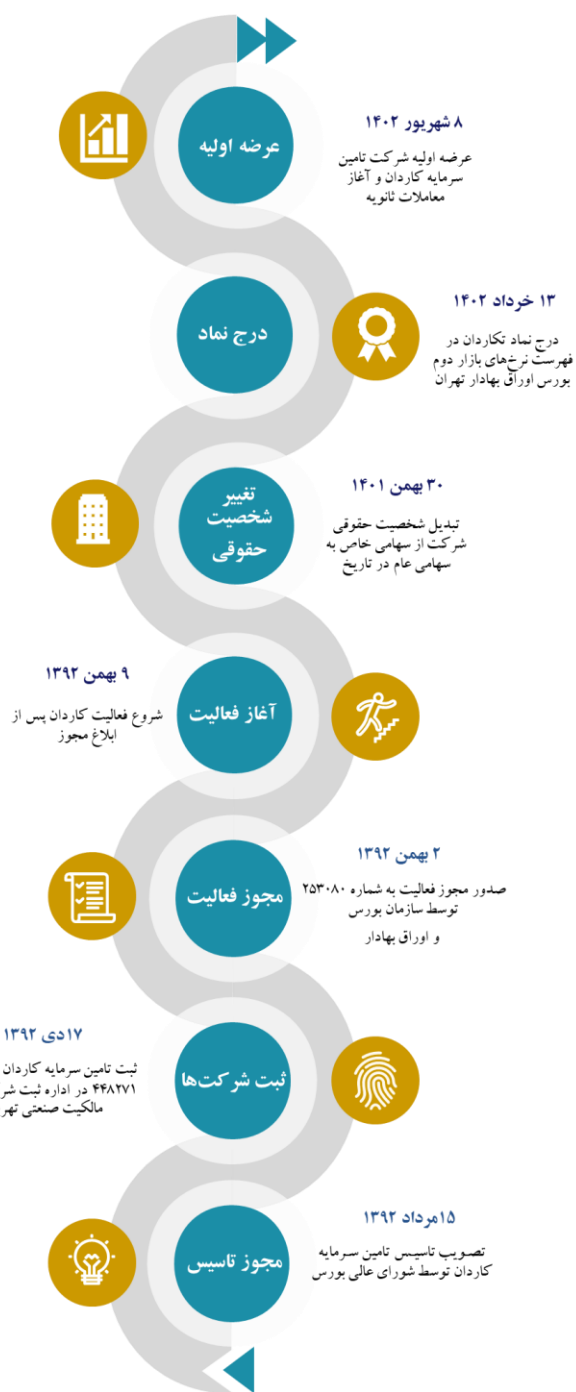 عرضه اولیه
۸ شهریور ۱۴۰۲
عرضه اولیه شرکت تامین
سرمایه کاردان و آغاز
معاملات ثانویه
درج نماد
۱۳ خرداد ۱۴۰۲
درج نماد تکاردان در
فهرست نرخ‌های بازار دوم
بورس اوراق بهادار تهران
تغییر
شخصیت
حقوقی
۳۰ بهمن ۱۴۰۱
تبدیل شخصیت حقوقی
شرکت از سهامی خاص به
سهامی عام در تاریخ
آغاز فعالیت
۹ بهمن ۱۳۹۲
شروع فعالیت کاردان پس از
ابلاغ مجوز
مجوز فعالیت
۲ بهمن ۱۳۹۲
صدور مجوز فعالیت به شماره ۲۵۳۰۸۰
توسط سازمان بورس
و اوراق بهادار
ثبت شرکت‌ها
۱۷دی ۱۳۹۲
ثبت تامین سرمایه کاردان
۴۴۸۲۷۱ در اداره ثبت
مالکیت صنعتی
مجوز تاسیس
۱۵مرداد ۱۳۹۲
تصویب تاسیس تامین سرمایه
کاردان توسط شورای عالی بورس